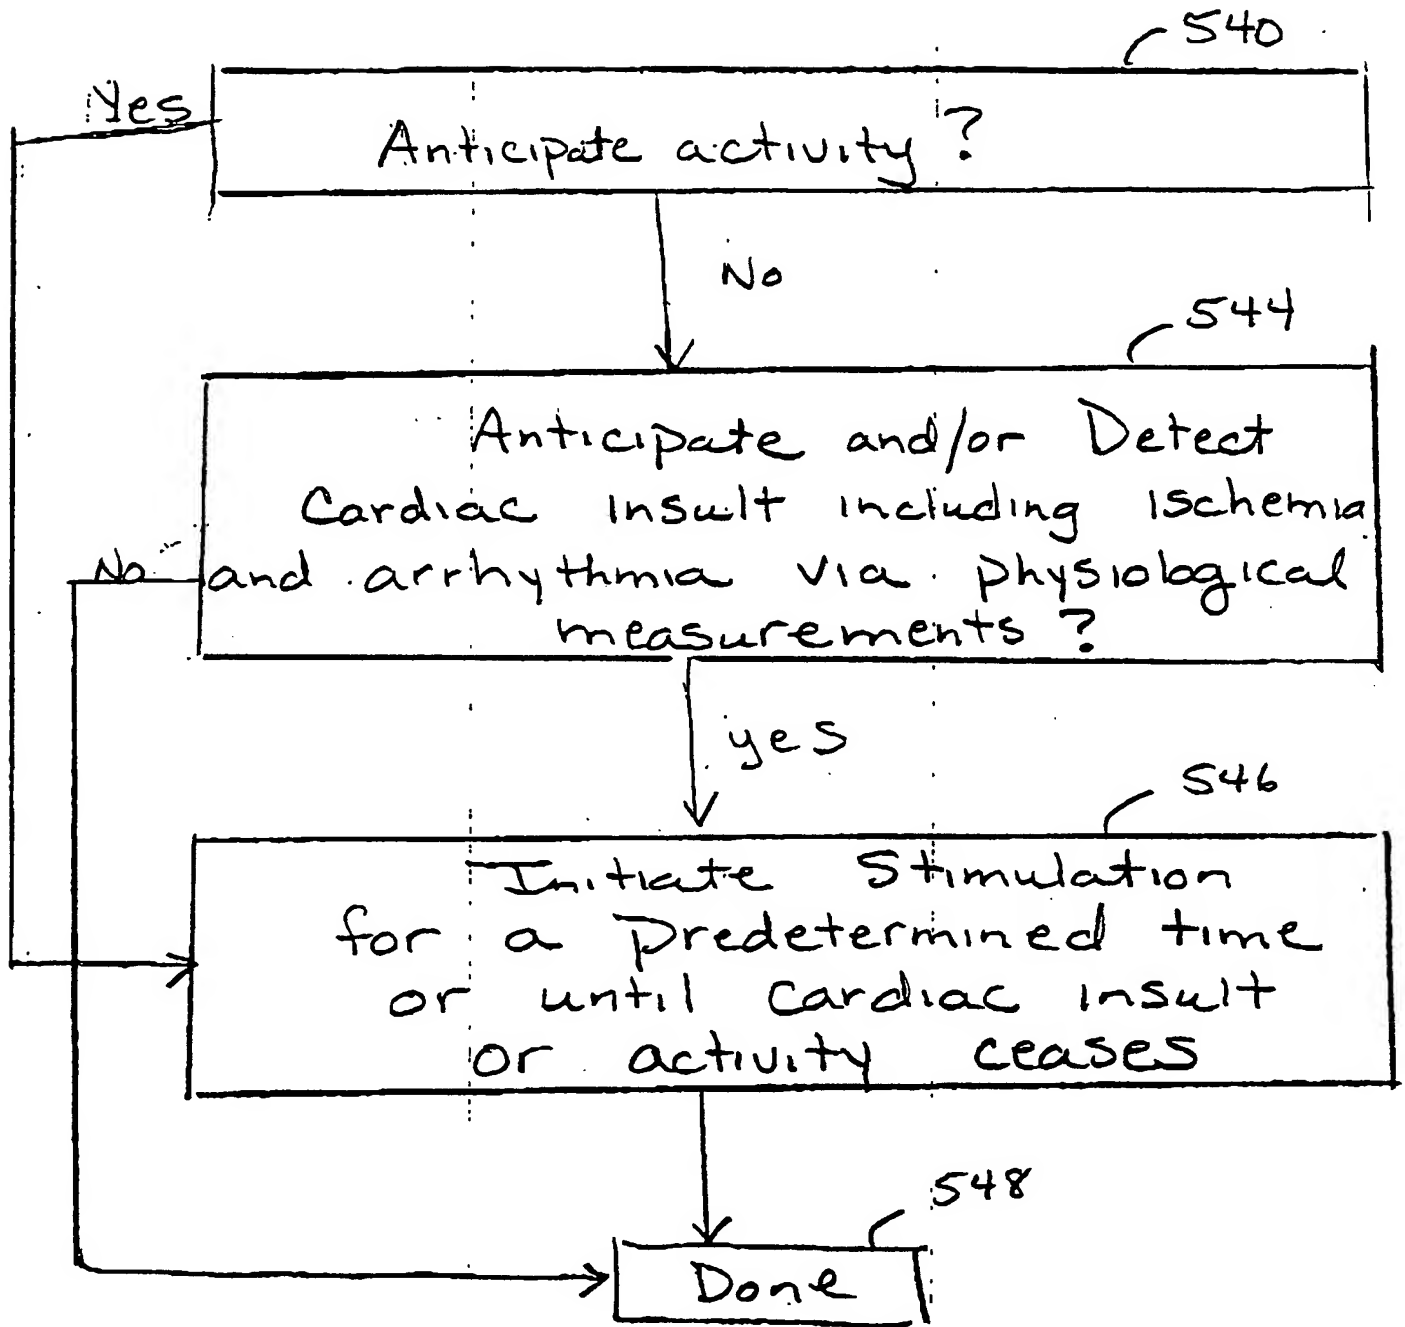 540
Yes
Anticipate activity?
No
544
Anticipate and/or Detect
Cardiac insult including ischemia
No
and arrhythmia via physiological
measurements?
yes
546
Initiate Stimulation
for a predetermined time
or until cardiac insult
or activity ceases
548
Done